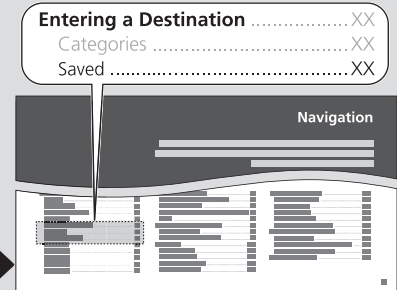 Entering a Destination .................. XX
Categories .................................... XX
Saved ............................................ XX
Navigation